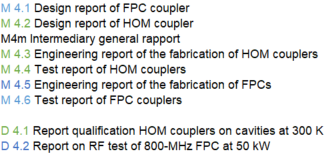 M 4.1 Design report of FPC coupler
M 4.2 Design report of HOM coupler
M4m Intermediary general rapport
M 4.3 Engineering report of the fabrication of HOM couplers
M 4.4 Test report of HOM couplers
M 4.5 Engineering report of the fabrication of FPCs
M 4.6 Test report of FPC couplers
D 4.1 Report qualification HOM couplers on cavities at 300 K
D 4.2 Report on RF test of 800-MHz FPC at 50 kW